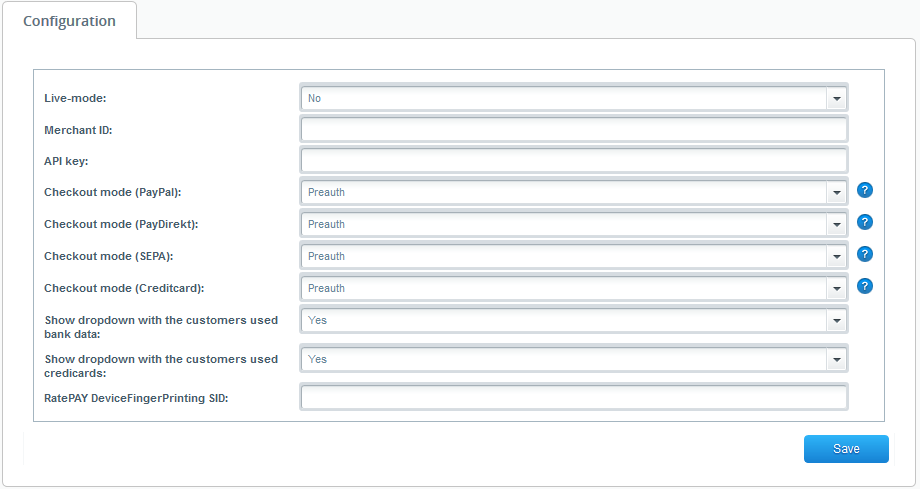 Configuration
Live-mode: No
Merchant ID:
API key:
Checkout mode (PayPal): Preauth ?
Checkout mode (PayDirekt): Preauth ?
Checkout mode (SEPA): Preauth ?
Checkout mode (Creditcard): Preauth ?
Show dropdown with the customers used Yes
bank data:
Show dropdown with the customers used Yes
credicards:
RatePAY DeviceFingerPrinting SID:
Save